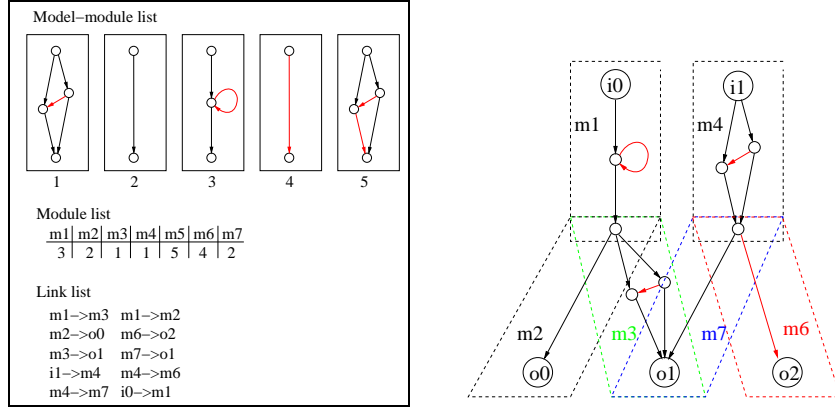 Model−module list
1 2 3 4 5
Module list
m1 m2 m3 m4 m5 m6 m7
3 2 1 1 5 4 2
Link list
m1−>m3 m1−>m2
m2−>o0 m6−>o2
m3−>o1 m7−>o1
i1−>m4 m4−>m6
m4−>m7 i0−>m1
i0 i1
m1 m4
m2 m3 m7 m6
o0 o1 o2